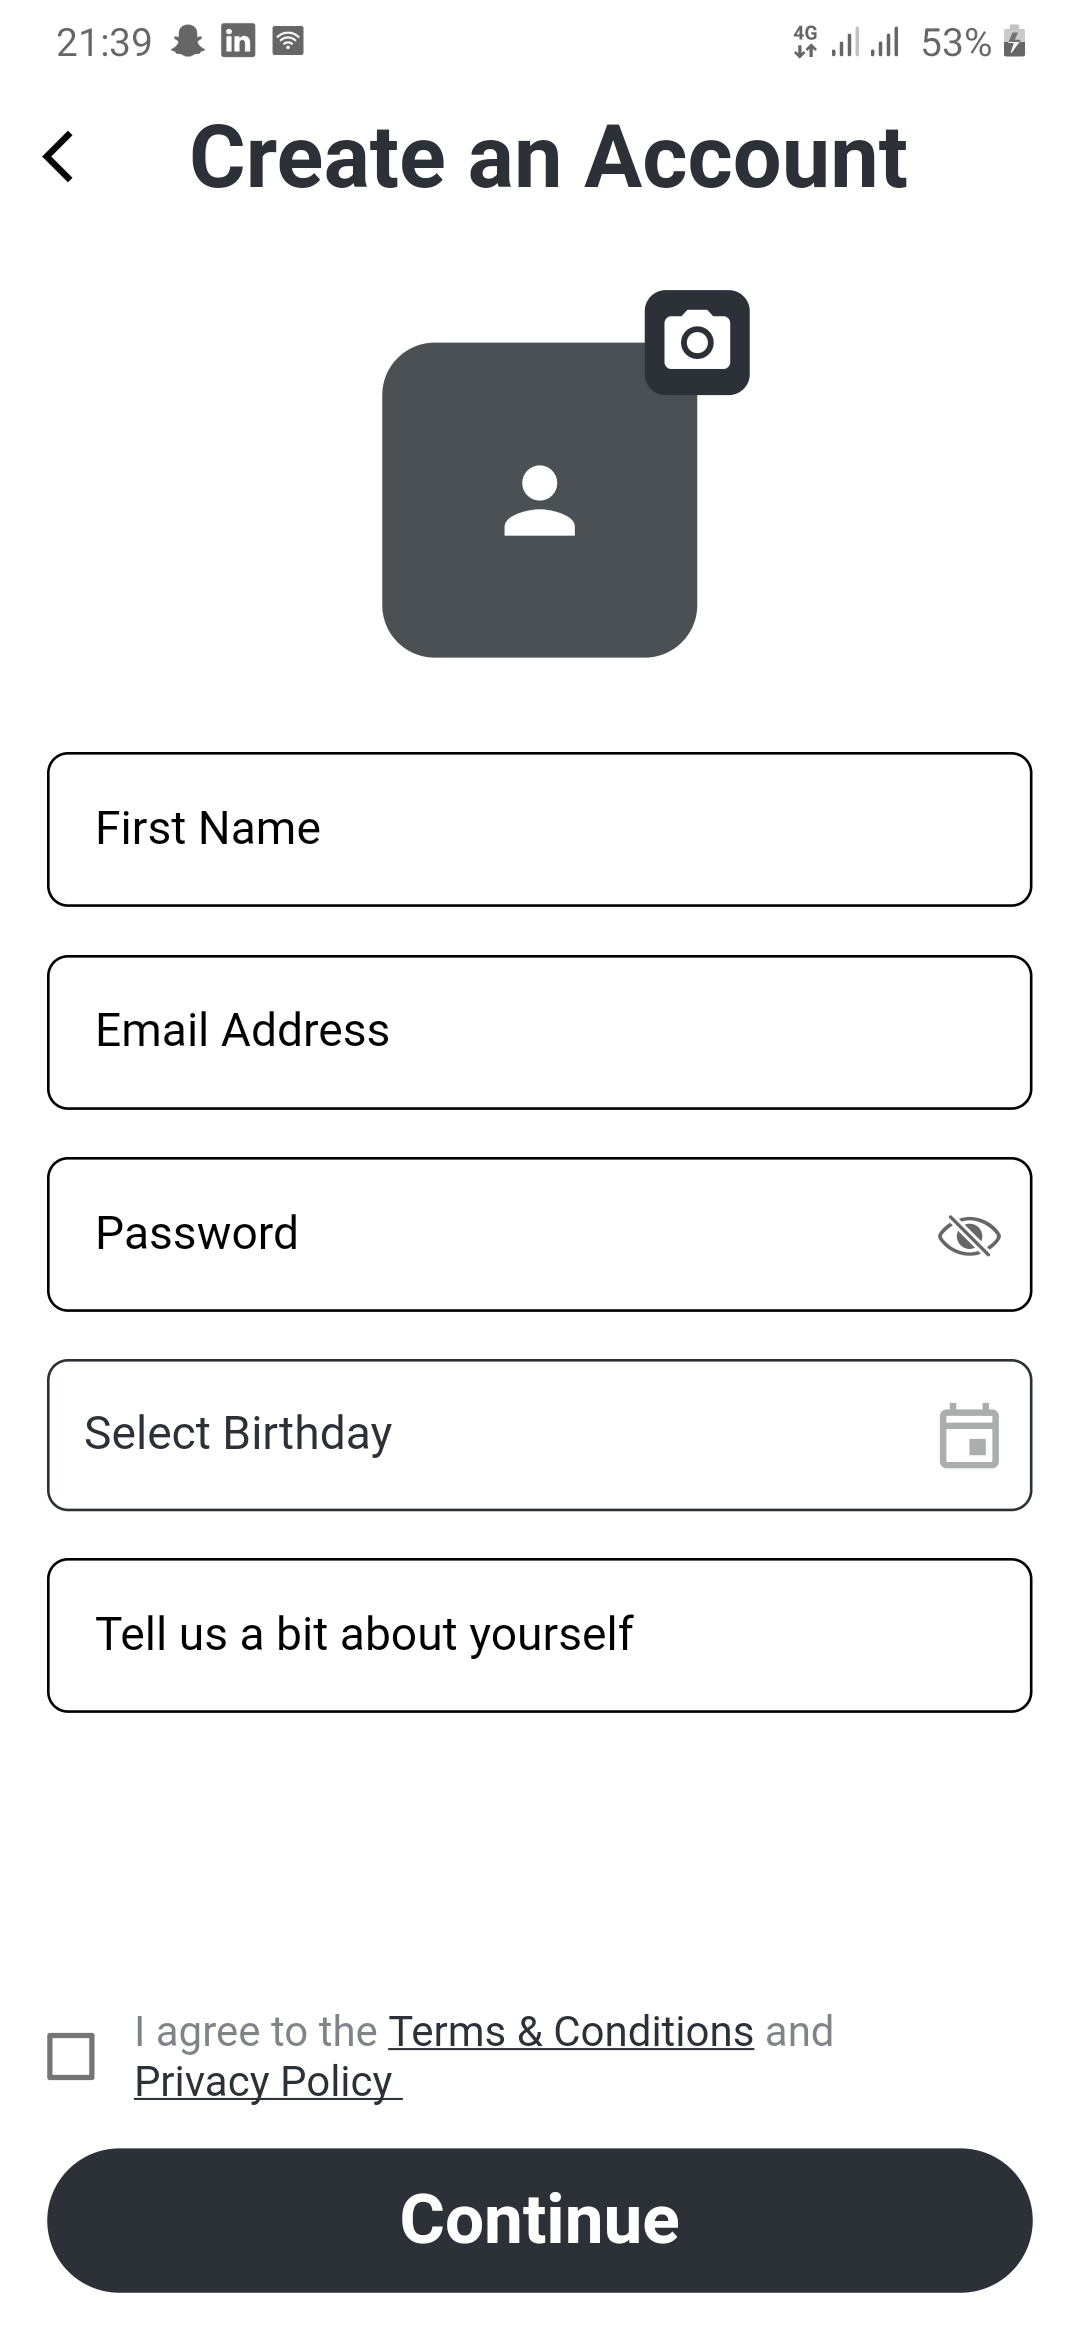 21:39 in 4G 53%
Create an Account
First Name
Email Address
Password
Select Birthday
Tell us a bit about yourself
I agree to the Terms & Conditions and
Privacy Policy
Continue